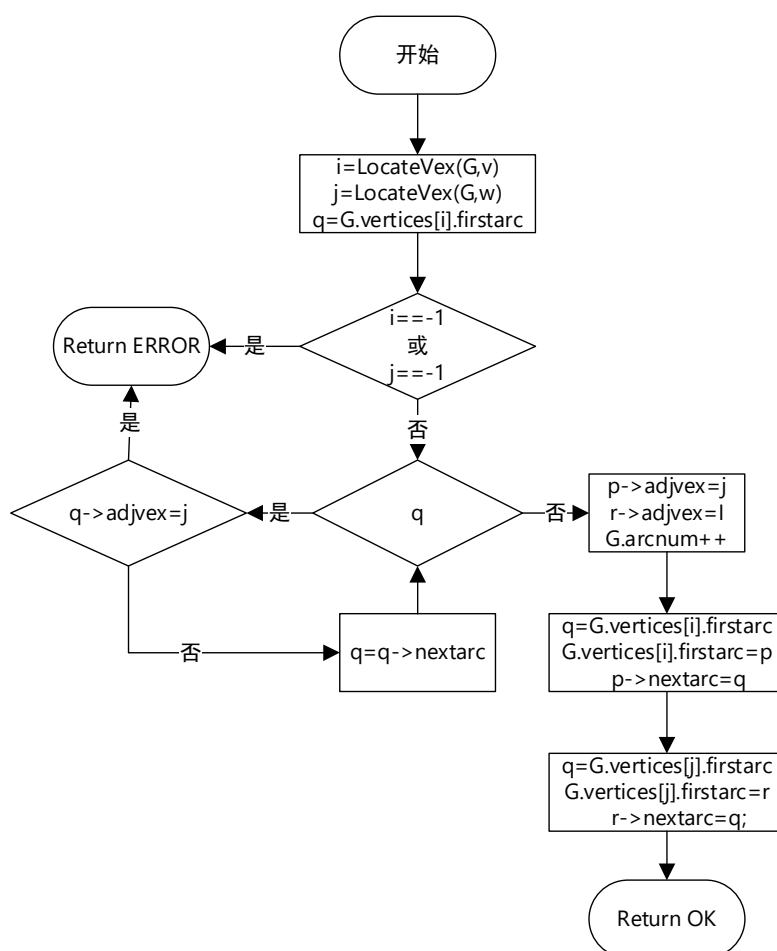 开始
i=LocateVex(G,v)
j=LocateVex(G,w)
q=G.vertices[i].firstarc
i==-1
或
j==-1
是
Return ERROR
否
是
q->adjvex=j
是
q
否
p->adjvex=j
r->adjvex=l
G.arcnum++
否
q=q->nextarc
q=G.vertices[i].firstarc
G.vertices[i].firstarc=p
p->nextarc=q
q=G.vertices[j].firstarc
G.vertices[j].firstarc=r
r->nextarc=q;
Return OK